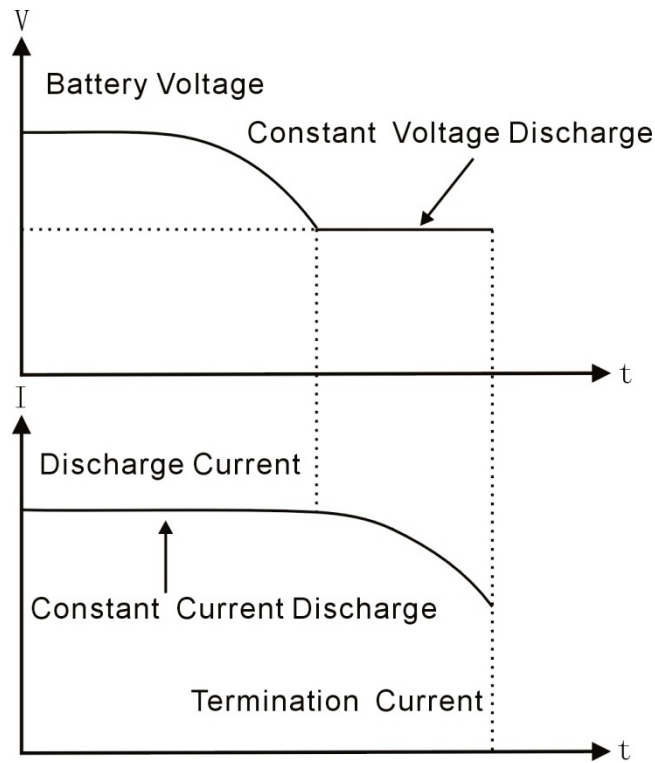 V
Battery Voltage
Constant Voltage Discharge
t
I
Discharge Current
Constant Current Discharge
Termination Current
t